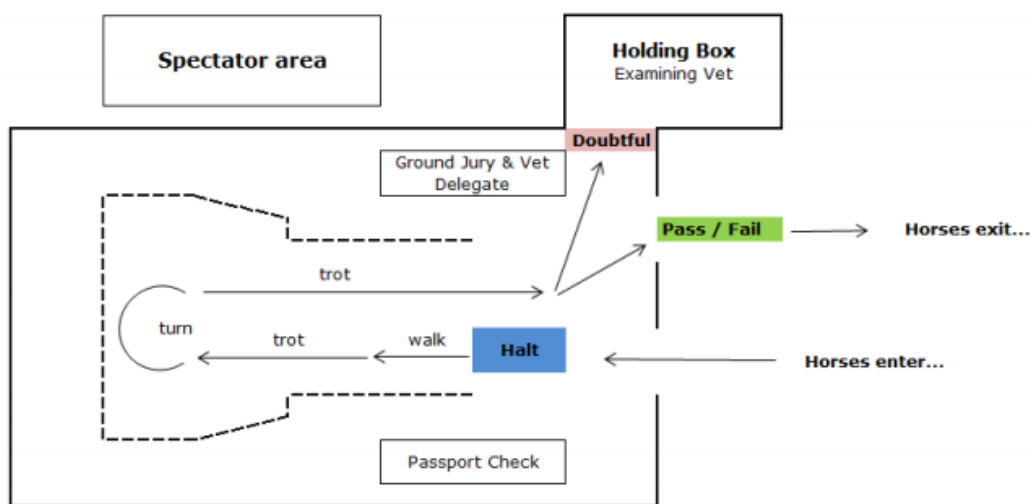 Spectator area
Holding Box
Examining Vet
Doubtful
Ground Jury & Vet
Delegate
Pass / Fail
Horses exit...
trot
turn
trot
walk
Halt
Horses enter...
Passport Check